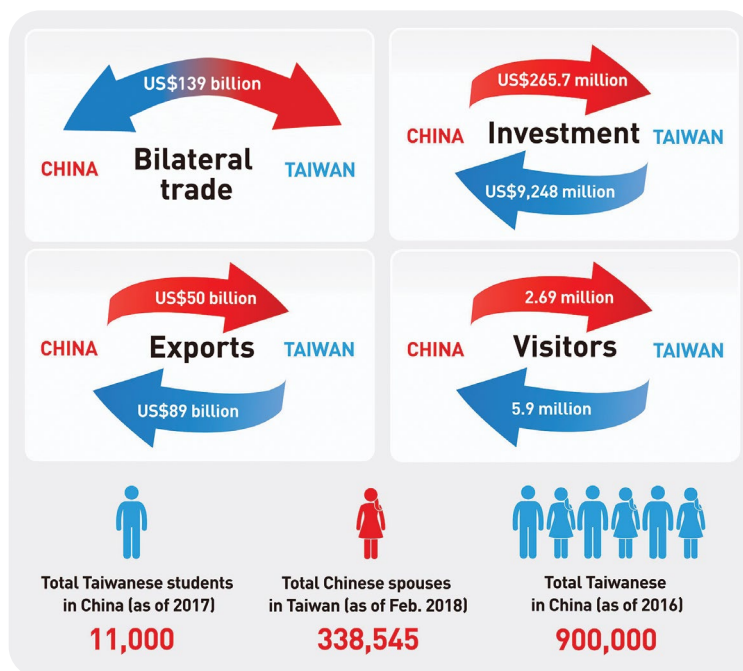 US$139 billion
CHINA
Bilateral
trade
TAIWAN
US$265.7 million
CHINA
Investment
TAIWAN
US$9,248 million
US$50 billion
CHINA
Exports
TAIWAN
US$89 billion
2.69 million
CHINA
Visitors
TAIWAN
5.9 million
Total Taiwanese students
in China (as of 2017)
11,000
Total Chinese spouses
in Taiwan (as of Feb. 2018)
338,545
Total Taiwanese
in China (as of 2016)
900,000